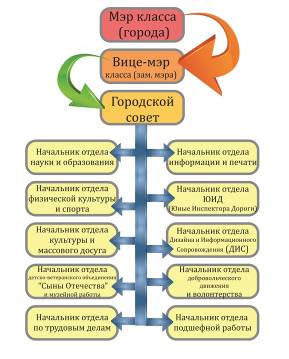 Мэр класса
(города)
Вице-мэр
класса (зам. мэра)
Городской
совет
Начальник отдела
науки и образования
Начальник отдела
информации и печати
Начальник отдела
физической культуры
и спорта
Начальник отдела
ЮИД
(Юные Инспектора Дороги)
Начальник отдела
культуры и
массового досуга
Начальник отдела
Дизайна и Информационного
Сопровождения (ДИС)
Начальник отдела
детско-ветеранского объединения
"Сыны Отечества"
и музейной работы
Начальник отдела
добровольческого
движения
и волонтерства
Начальник отдела
по трудовым делам
Начальник отдела
подшефной работы